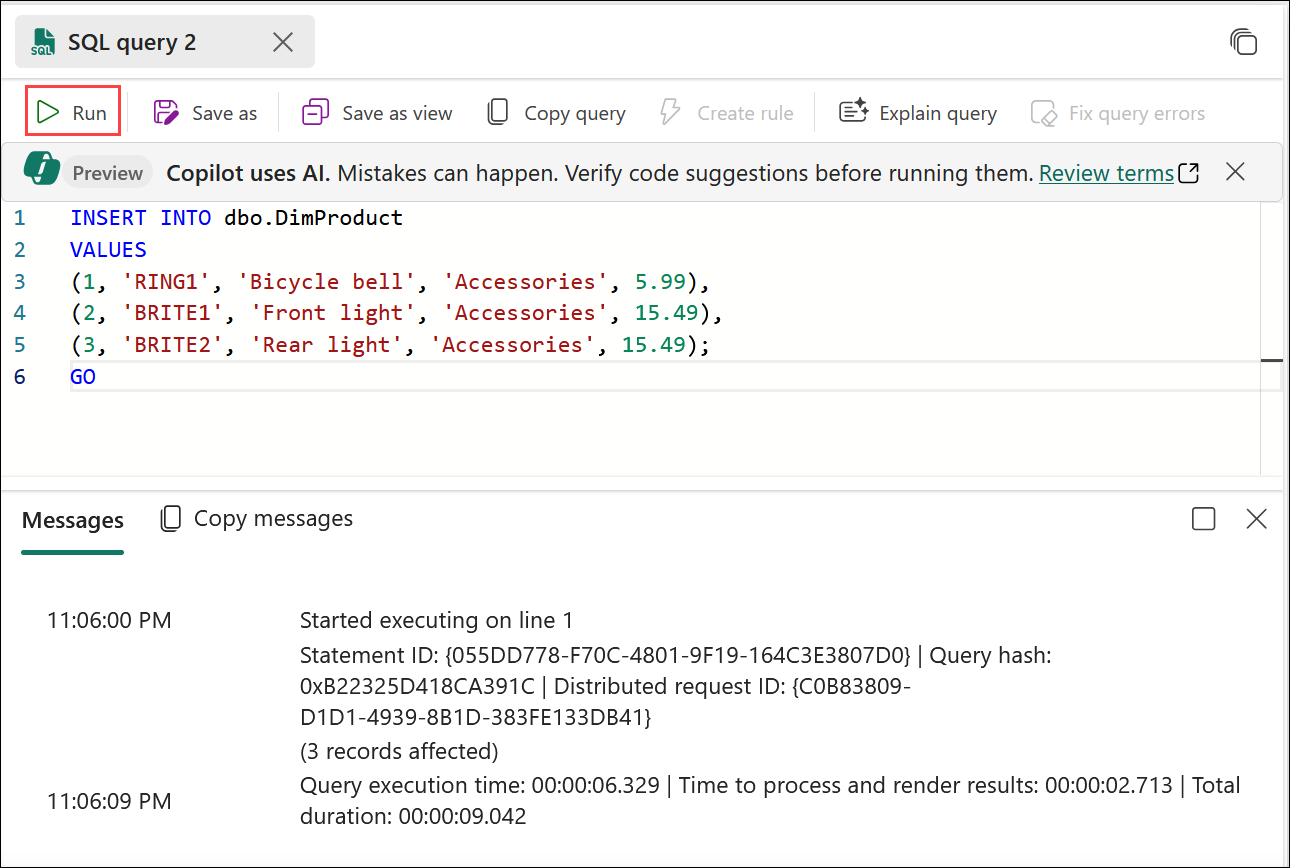 SQL SQL query 2
Run Save as Save as view Copy query Create rule Explain query Fix query errors
Preview Copilot uses AI. Mistakes can happen. Verify code suggestions before running them. Review terms
1 INSERT INTO dbo.DimProduct
2 VALUES
3 (1, 'RING1', 'Bicycle bell', 'Accessories', 5.99),
4 (2, 'BRITE1', 'Front light', 'Accessories', 15.49),
5 (3, 'BRITE2', 'Rear light', 'Accessories', 15.49);
6 GO
Messages Copy messages
11:06:00 PM Started executing on line 1
Statement ID: {055DD778-F70C-4801-9F19-164C3E3807D0} | Query hash:
0xB22325D418CA391C | Distributed request ID: {C0B83809-
D1D1-4939-8B1D-383FE133DB41}
(3 records affected)
11:06:09 PM Query execution time: 00:00:06.329 | Time to process and render results: 00:00:02.713 | Total
duration: 00:00:09.042